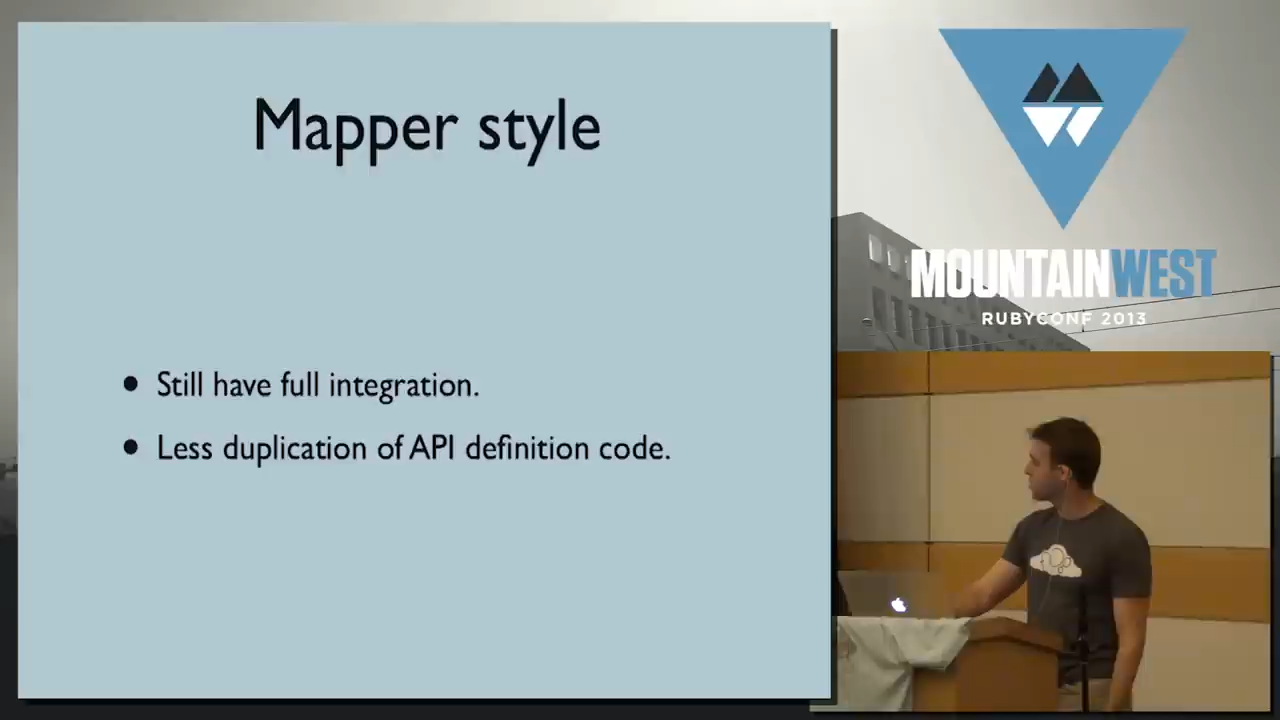 Mapper style
• Still have full integration.
• Less duplication of API definition code.
MOUNTAINWEST
RUBYCONF 2013